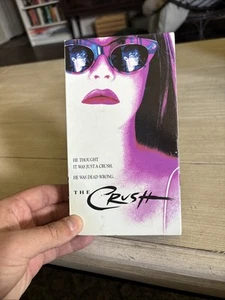 HE THOUGHT
IT WAS JUST A CRUSH.
HE WAS DEAD WRONG.
THE CRUSH